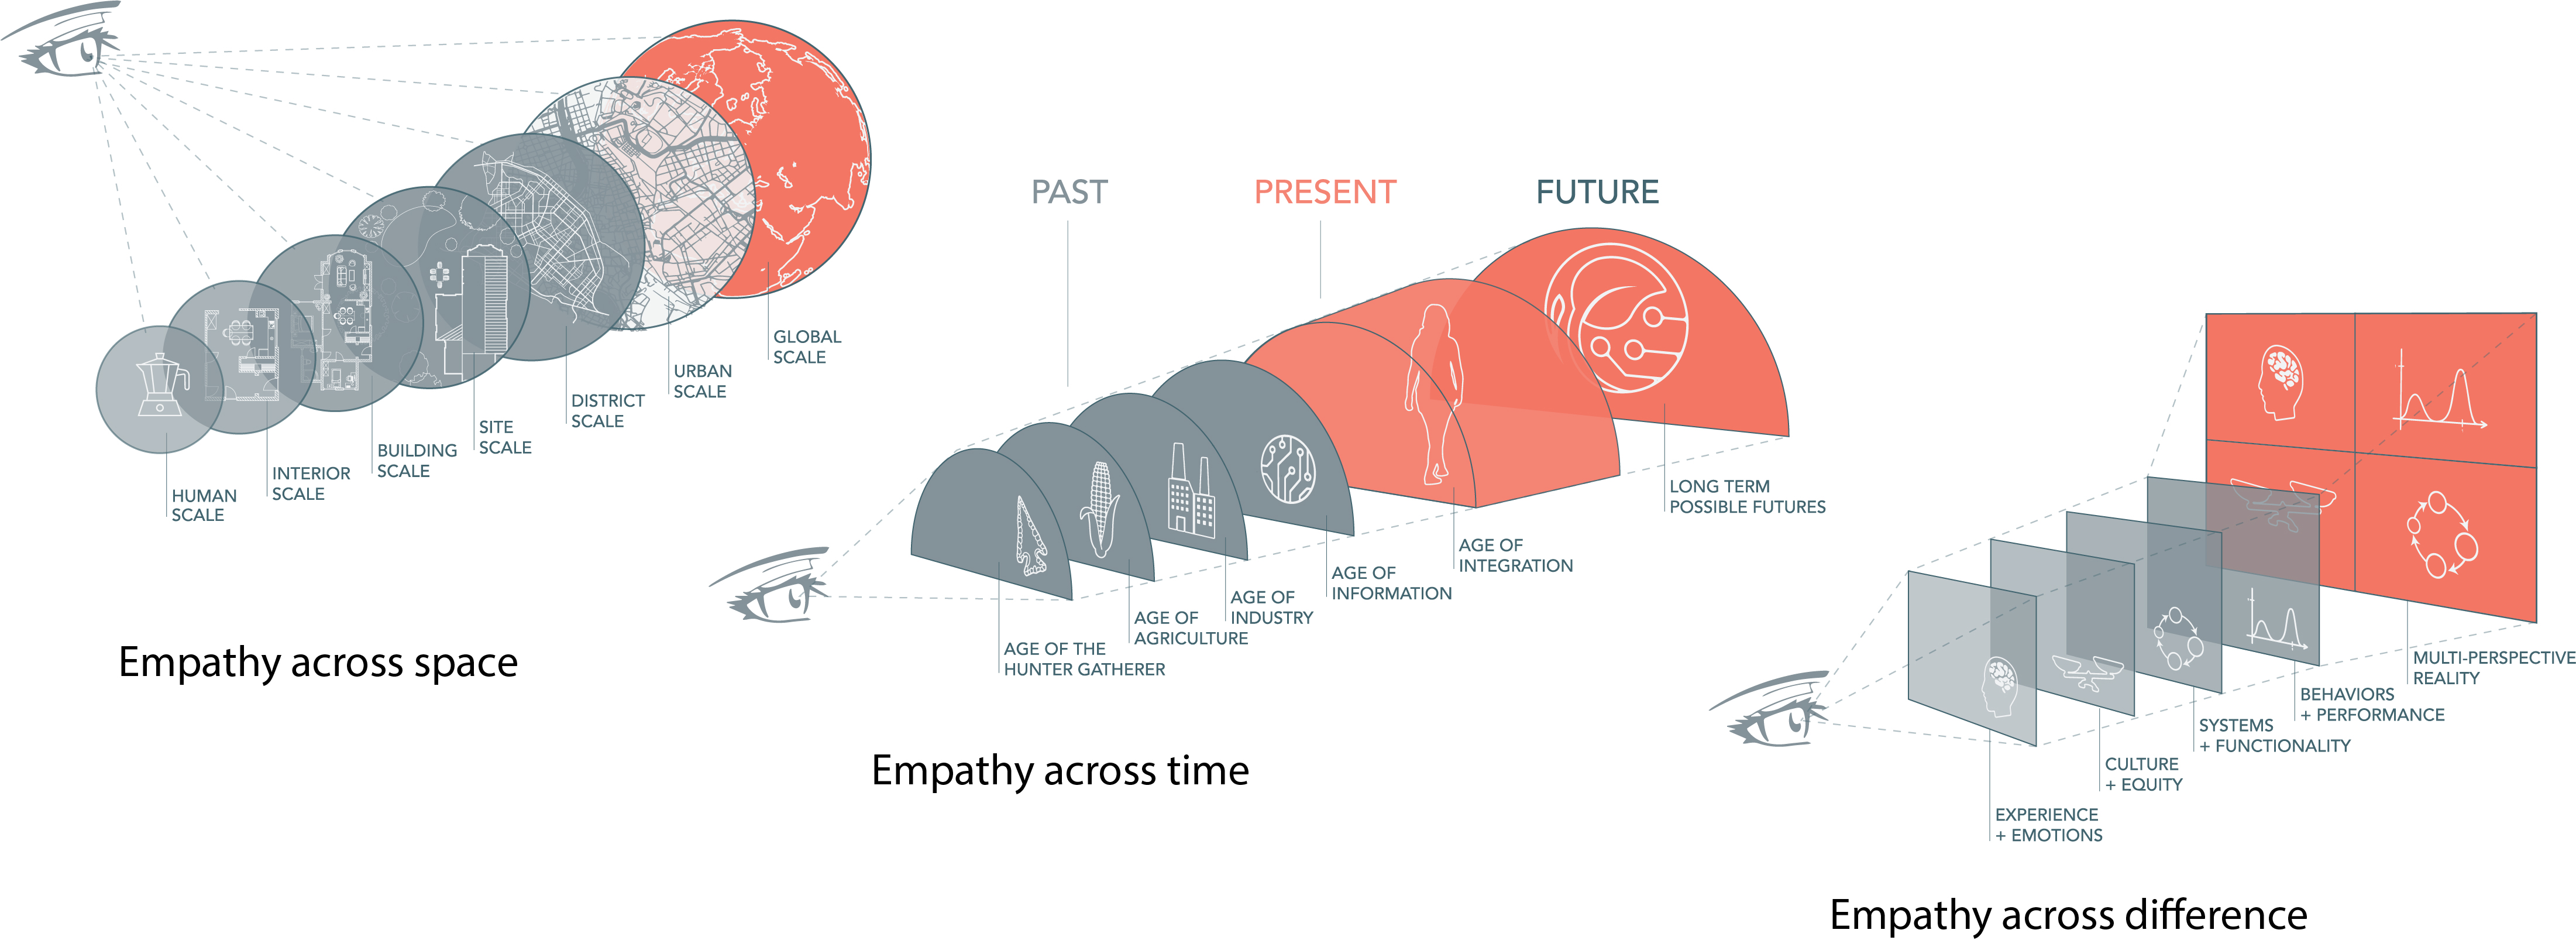 HUMAN
SCALE
INTERIOR
SCALE
BUILDING
SCALE
SITE
SCALE
DISTRICT
SCALE
URBAN
SCALE
GLOBAL
SCALE
Empathy across space
PAST
PRESENT
FUTURE
AGE OF THE
HUNTER GATHERER
AGE OF
AGRICULTURE
AGE OF
INDUSTRY
AGE OF
INFORMATION
AGE OF
INTEGRATION
LONG TERM
POSSIBLE FUTURES
Empathy across time
EXPERIENCE
+ EMOTIONS
CULTURE
+ EQUITY
SYSTEMS
+ FUNCTIONALITY
BEHAVIORS
+ PERFORMANCE
MULTI-PERSPECTIVE
REALITY
Empathy across difference